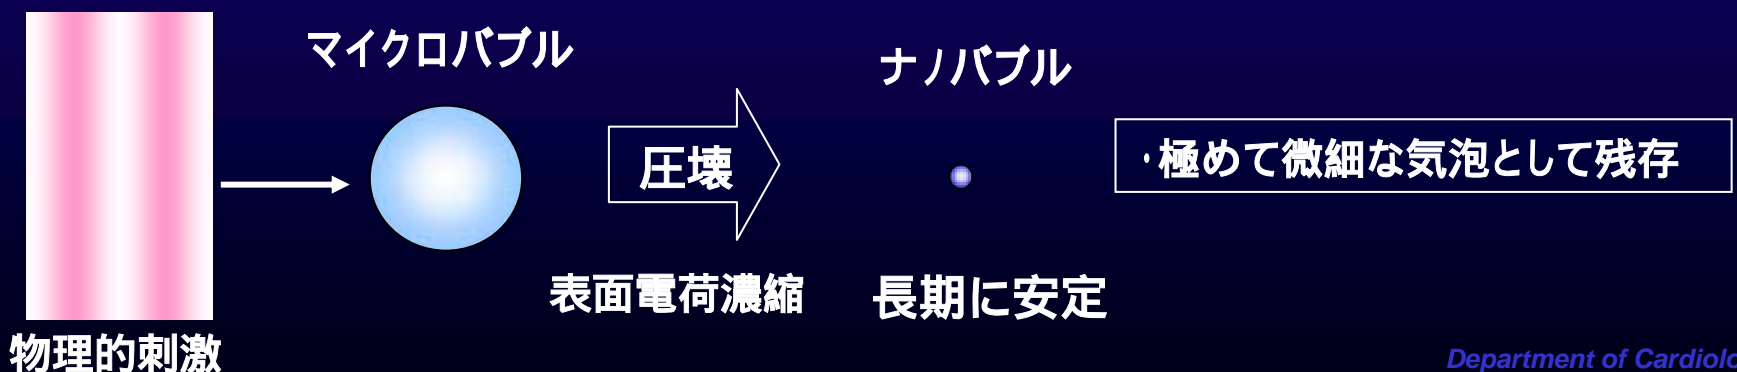 マイクロバブル
ナノバブル
圧壊
・極めて微細な気泡として残存
表面電荷濃縮
長期に安定
物理的刺激
Department of